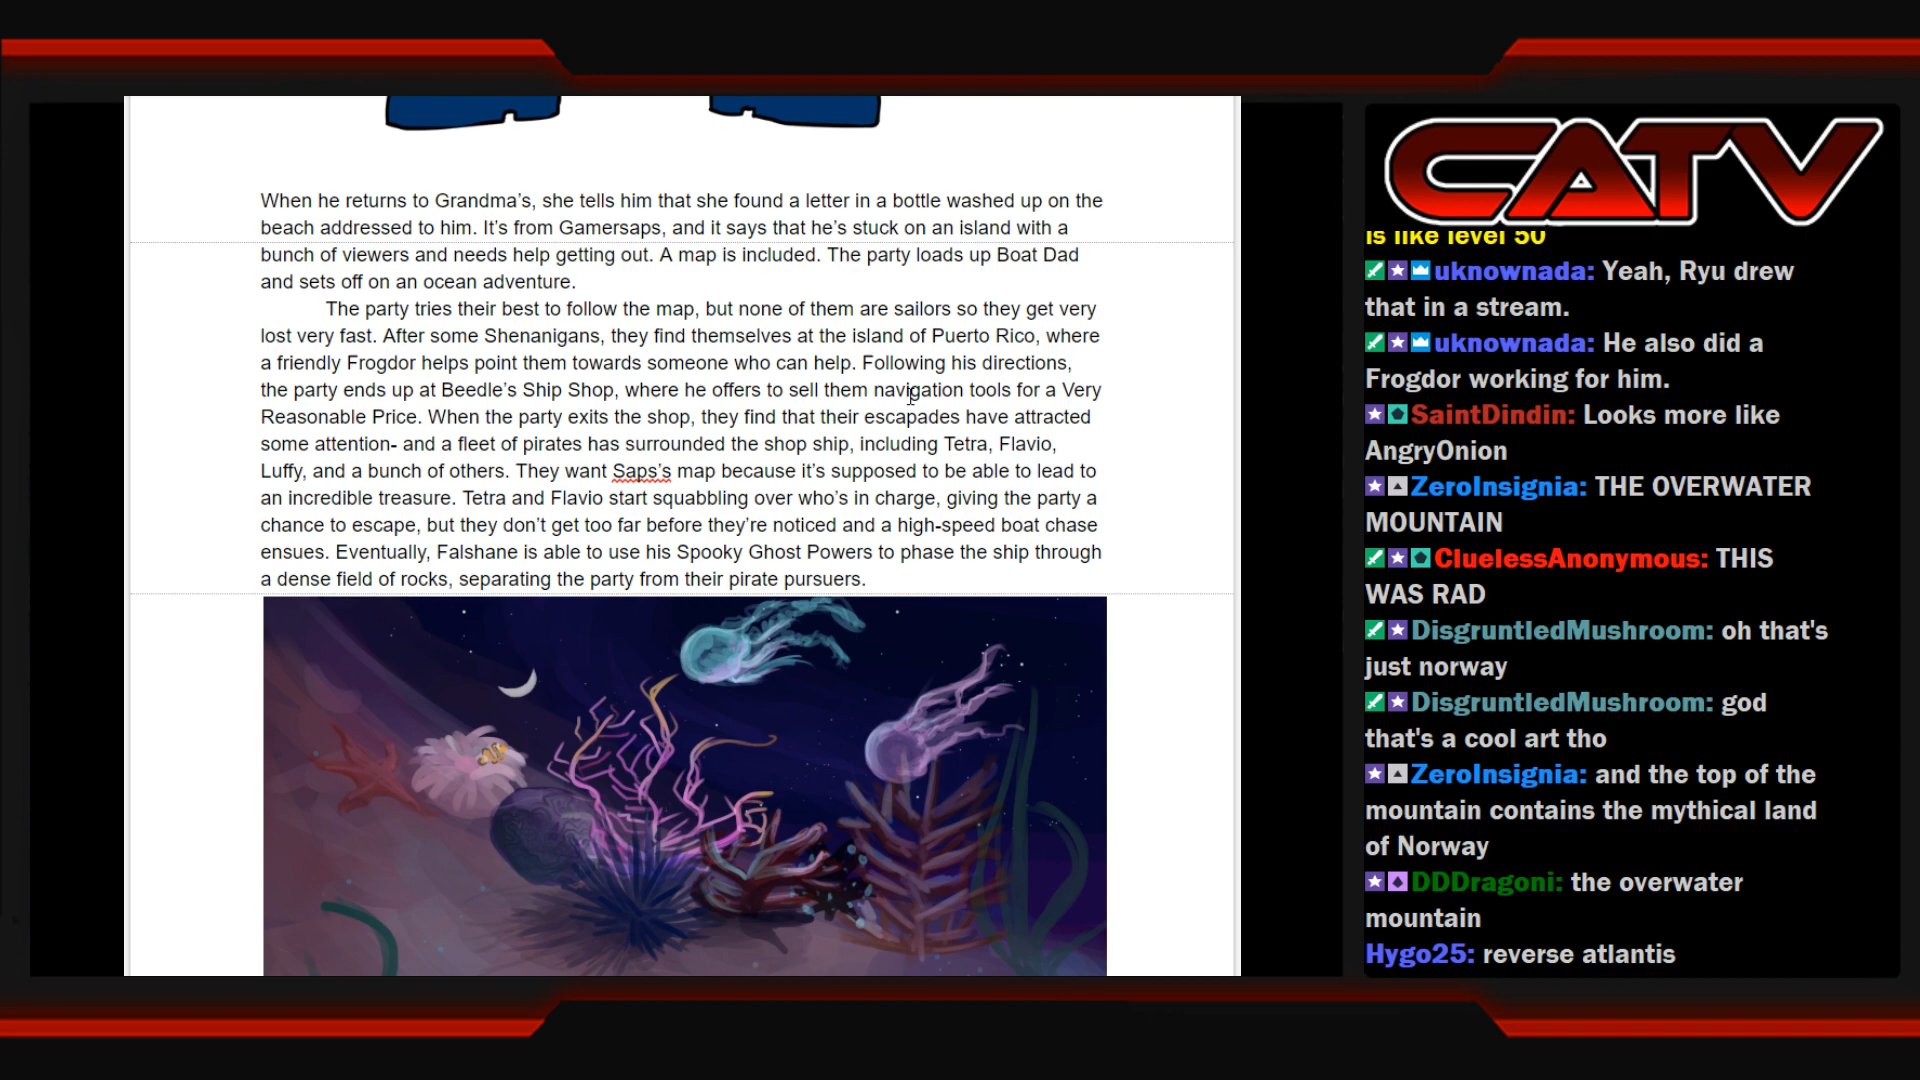 When he returns to Grandma’s, she tells him that she found a letter in a bottle washed up on the
beach addressed to him. It’s from Gamersaps, and it says that he’s stuck on an island with a
bunch of viewers and needs help getting out. A map is included. The party loads up Boat Dad
and sets off on an ocean adventure.
The party tries their best to follow the map, but none of them are sailors so they get very
lost very fast. After some Shenanigans, they find themselves at the island of Puerto Rico, where
a friendly Frogdor helps point them towards someone who can help. Following his directions,
the party ends up at Beedle’s Ship Shop, where he offers to sell them navigation tools for a Very
Reasonable Price. When the party exits the shop, they find that their escapades have attracted
some attention- and a fleet of pirates has surrounded the shop ship, including Tetra, Flavio,
Luffy, and a bunch of others. They want Saps’s map because it’s supposed to be able to lead to
an incredible treasure. Tetra and Flavio start squabbling over who’s in charge, giving the party a
chance to escape, but they don’t get too far before they’re noticed and a high-speed boat chase
ensues. Eventually, Falshane is able to use his Spooky Ghost Powers to phase the ship through
a dense field of rocks, separating the party from their pirate pursuers.
CATV
is like level 50
uknownada: Yeah, Ryu drew
that in a stream.
uknownada: He also did a
Frogdor working for him.
SaintDindin: Looks more like
AngryOnion
ZeroInsignia: THE OVERWATER
MOUNTAIN
CluelessAnonymous: THIS
WAS RAD
DisgruntledMushroom: oh that's
just norway
DisgruntledMushroom: god
that's a cool art tho
ZeroInsignia: and the top of the
mountain contains the mythical land
of Norway
DDDragoni: the overwater
mountain
Hygo25: reverse atlantis